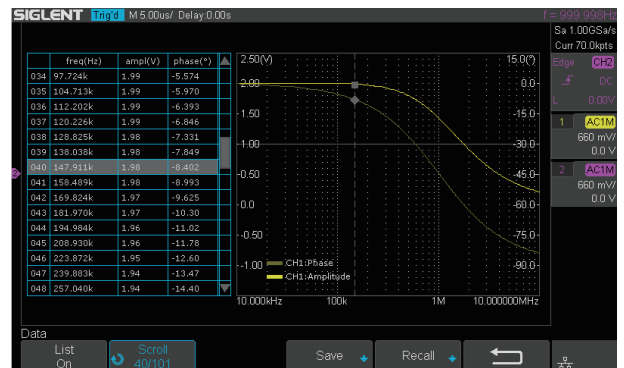 SIGLENT Trig'd M 5.00us/ Delay:0.00s f = 999.998Hz
Sa 1.00GSa/s
Curr 70.0kpts
Edge CH2
DC
L 0.00V
1 AC1M
660 mV/
0.0 V
2 AC1M
660 mV/
0.0 V
freq(Hz) ampl(V) phase(°)
034 97.724k 1.99 -5.574
035 104.713k 1.99 -5.970
036 112.202k 1.99 -6.393
037 120.226k 1.99 -6.846
038 128.825k 1.98 -7.331
039 138.038k 1.98 -7.849
040 147.911k 1.98 -8.402
041 158.489k 1.98 -8.993
042 169.824k 1.97 -9.625
043 181.970k 1.97 -10.30
044 194.984k 1.96 -11.02
045 208.930k 1.96 -11.78
046 223.872k 1.95 -12.60
047 239.883k 1.94 -13.47
048 257.040k 1.94 -14.40
2.50(V) 15.0(°)
2.00 0.0
1.50 -15.0
1.00 -30.0
0.50 -45.0
0.0 -60.0
-0.50 -75.0
-1.00 -90.0
CH1:Phase
CH1:Amplitude
10.000kHz 100k 1M 10.000000MHz
Data
List
On
Scroll
40/101
Save
Recall